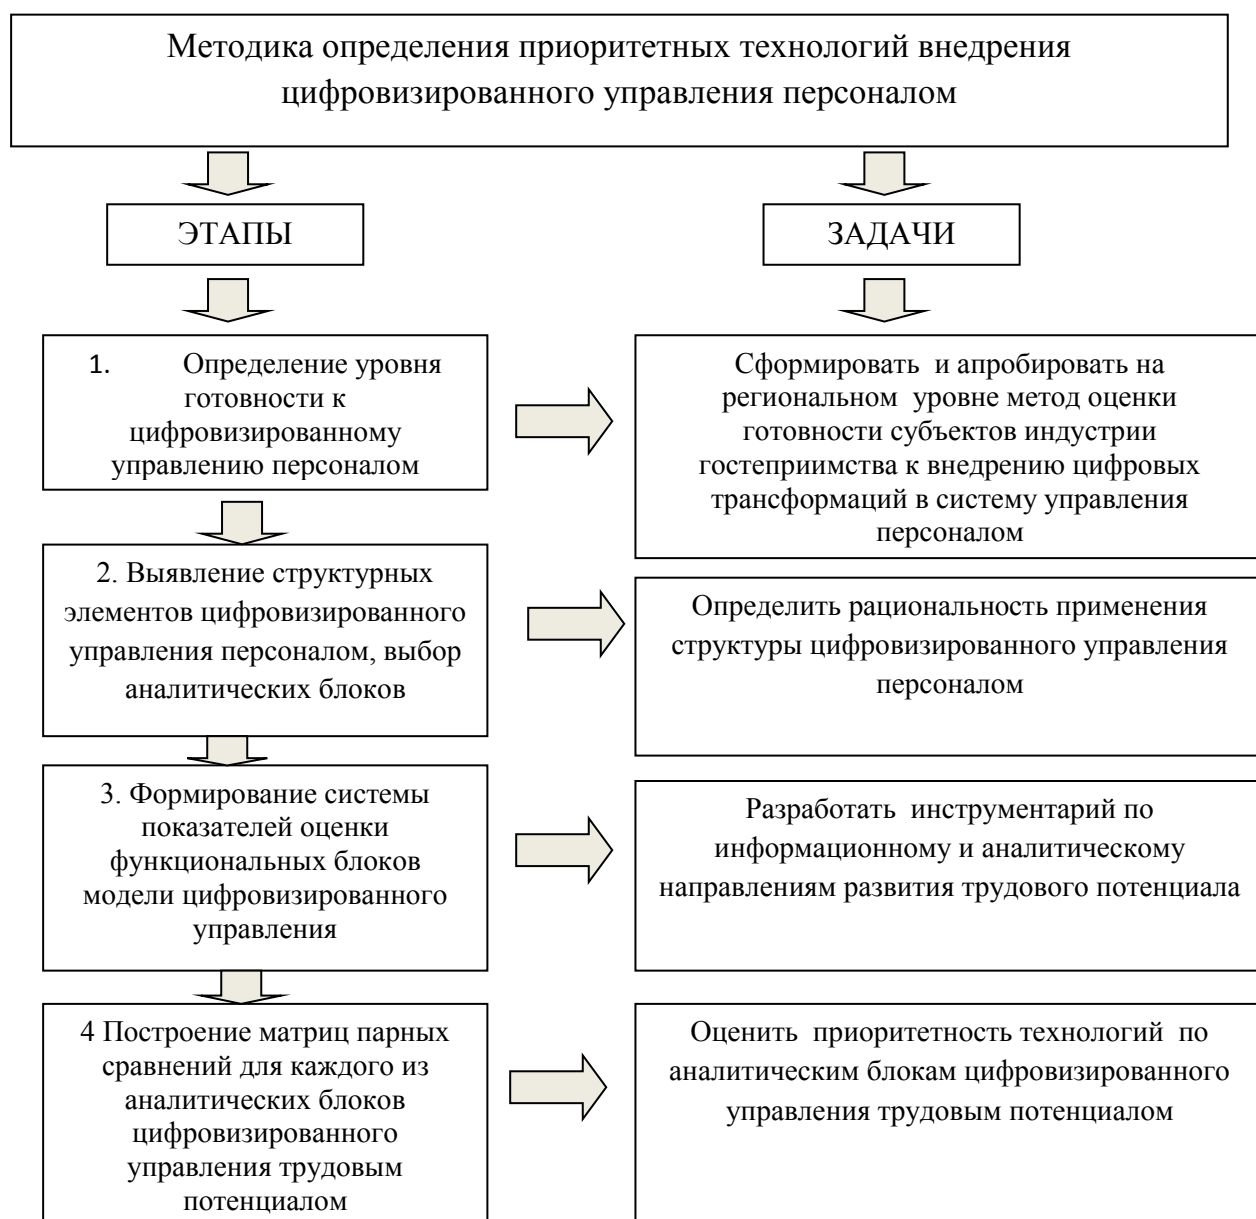 Методика определения приоритетных технологий внедрения
цифровизированного управления персоналом
ЭТАПЫ
ЗАДАЧИ
1. Определение уровня
готовности к
цифровизированному
управлению персоналом
Сформировать и апробировать на
региональном уровне метод оценки
готовности субъектов индустрии
гостеприимства к внедрению цифровых
трансформаций в систему управления
персоналом
2. Выявление структурных
элементов цифровизированного
управления персоналом, выбор
аналитических блоков
Определить рациональность применения
структуры цифровизированного управления
персоналом
3. Формирование системы
показателей оценки
функциональных блоков
модели цифровизированного
управления
Разработать инструментарий по
информационному и аналитическому
направлениям развития трудового потенциала
4 Построение матриц парных
сравнений для каждого из
аналитических блоков
цифровизированного
управления трудовым
потенциалом
Оценить приоритетность технологий по
аналитическим блокам цифровизированного
управления трудовым потенциалом